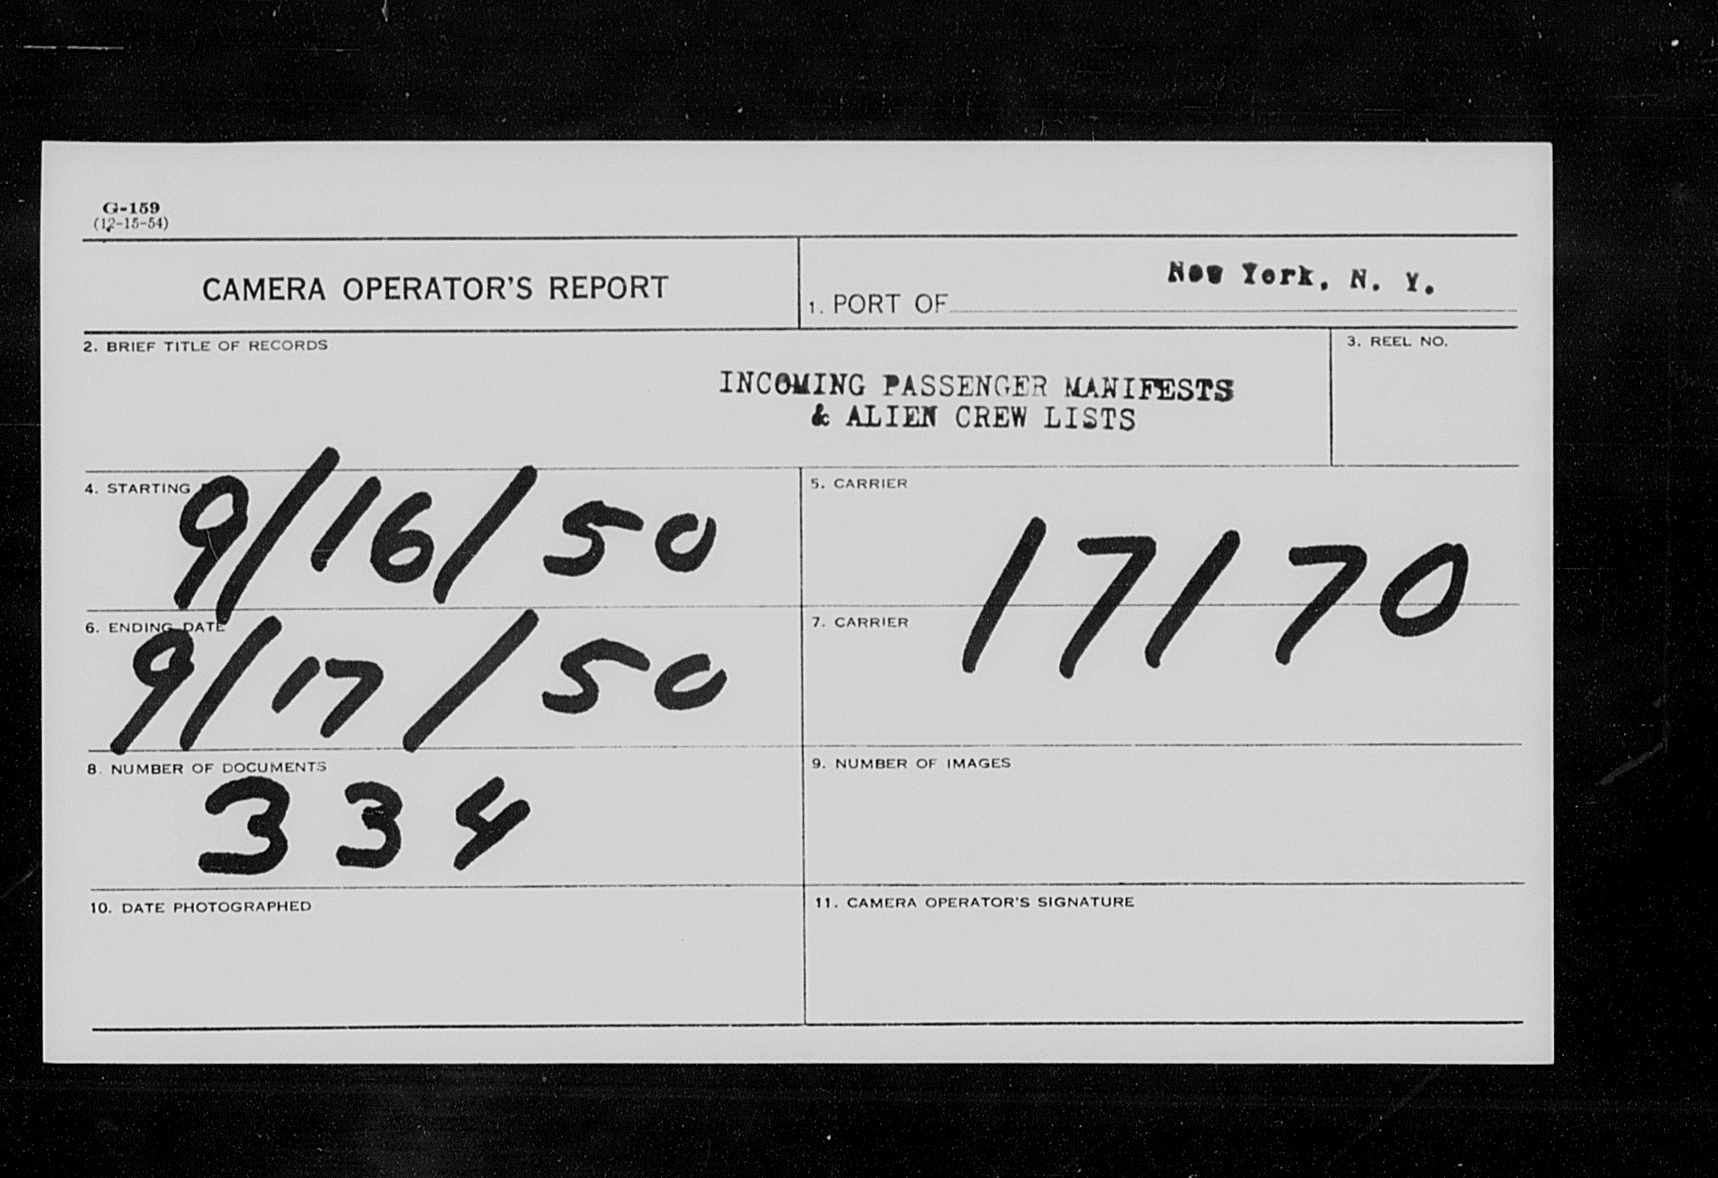 G-159
(12-15-54)
CAMERA OPERATOR'S REPORT
1. PORT OF New York, N. Y.
2. BRIEF TITLE OF RECORDS
INCOMING PASSENGER MANIFESTS
& ALIEN CREW LISTS
3. REEL NO.
4. STARTING
9/16/50
5. CARRIER
17170
6. ENDING DATE
9/17/50
7. CARRIER
8. NUMBER OF DOCUMENTS
334
9. NUMBER OF IMAGES
10. DATE PHOTOGRAPHED
11. CAMERA OPERATOR'S SIGNATURE